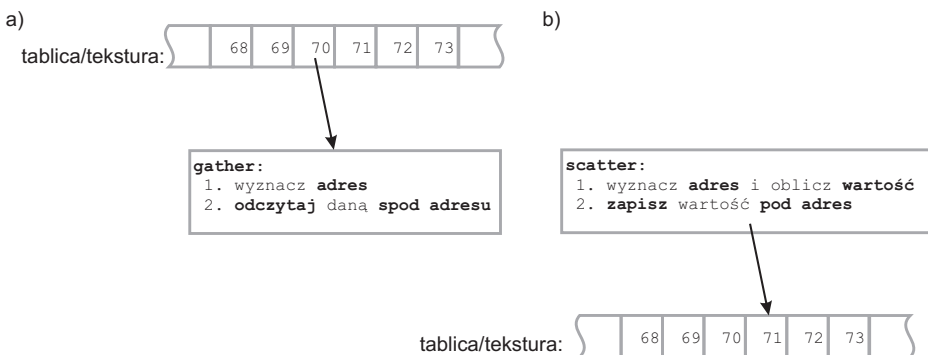 a)
tablica/tekstura: 68 69 70 71 72 73
gather:
1. wyznacz adres
2. odczytaj daną spod adresu
b)
scatter:
1. wyznacz adres i oblicz wartość
2. zapisz wartość pod adres
tablica/tekstura: 68 69 70 71 72 73